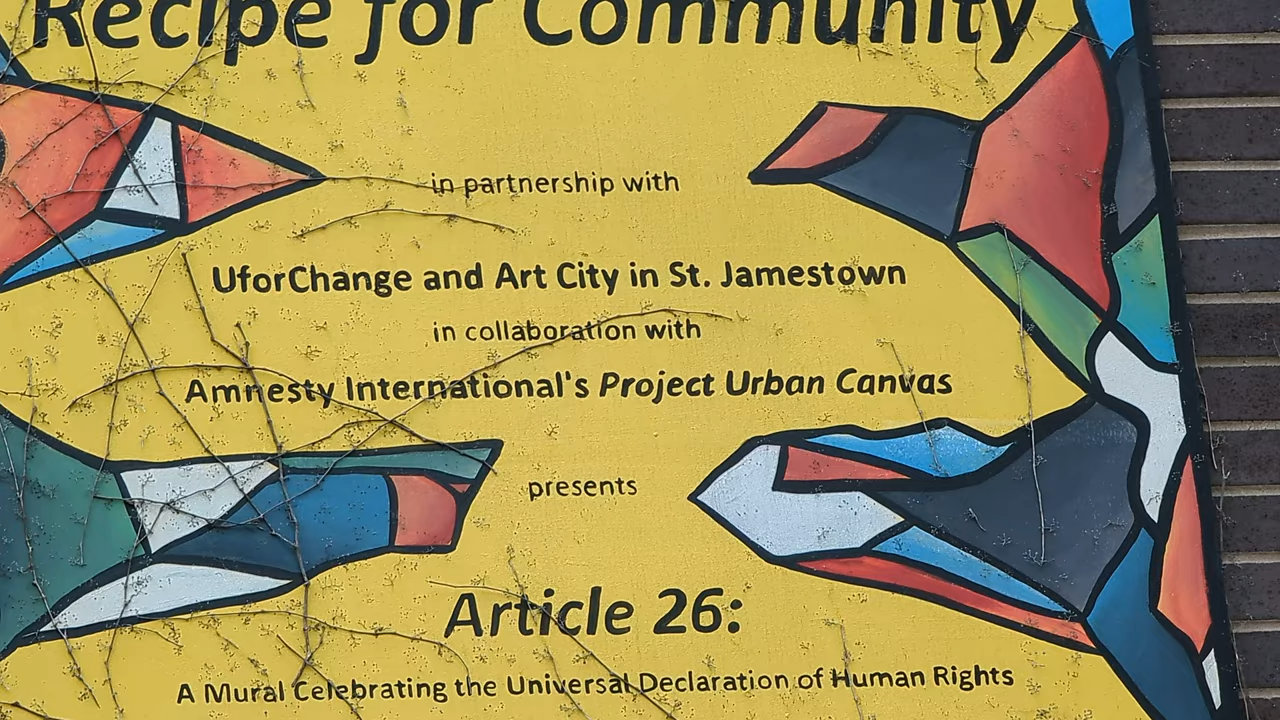 Recipe for Community
in partnership with
UforChange and Art City in St. Jamestown
in collaboration with
Amnesty International's Project Urban Canvas
presents
Article 26:
A Mural Celebrating the Universal Declaration of Human Rights